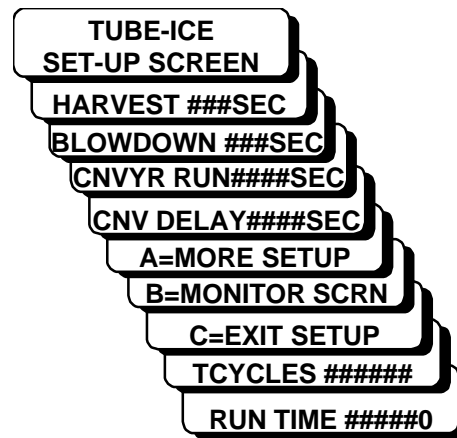 TUBE-ICE
SET-UP SCREEN
HARVEST ###SEC
BLOWDOWN ###SEC
CNVYR RUN####SEC
CNV DELAY####SEC
A=MORE SETUP
B=MONITOR SCRN
C=EXIT SETUP
TCYCLES ######
RUN TIME #####0